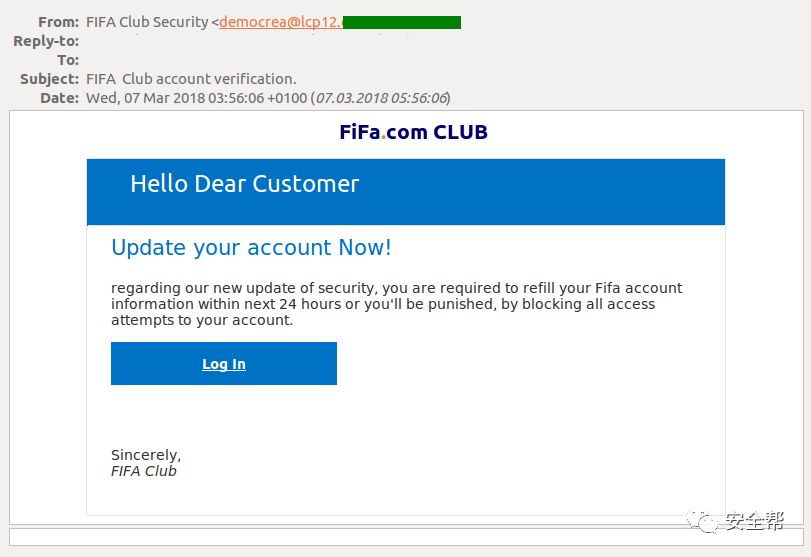 From: FIFA Club Security <democrea@lcp12.
Reply-to:
To:
Subject: FIFA Club account verification.
Date: Wed, 07 Mar 2018 03:56:06 +0100 (07.03.2018 05:56:06)
FiFa.com CLUB
Hello Dear Customer
Update your account Now!
regarding our new update of security, you are required to refill your Fifa account
information within next 24 hours or you'll be punished, by blocking all access
attempts to your account.
Log In
Sincerely,
FIFA Club
安全帮